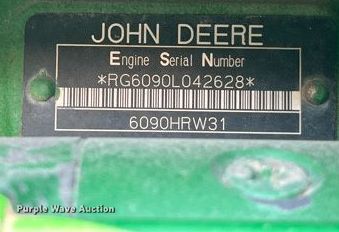 JOHN DEERE
Engine Serial Number
*RG6090L042628*
6090HRW31
Purple Wave Auction